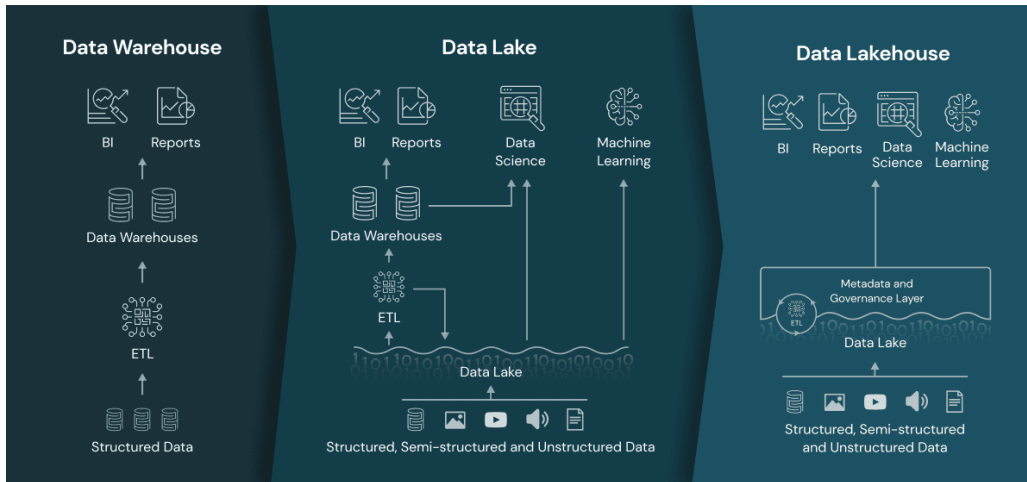 Data Warehouse
BI
Reports
Data Warehouses
ETL
Structured Data
Data Lake
BI
Reports
Data
Science
Machine
Learning
Data Warehouses
ETL
Data Lake
Structured, Semi-structured and Unstructured Data
Data Lakehouse
BI
Reports
Data
Science
Machine
Learning
Metadata and
Governance Layer
ETL
Data Lake
Structured, Semi-structured
and Unstructured Data